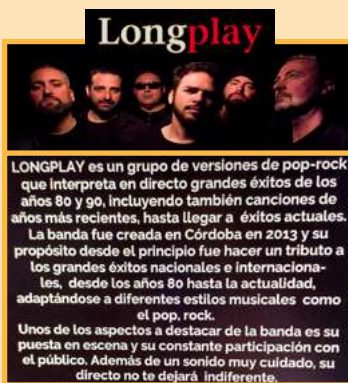 Longplay
LONGPLAY es un grupo de versiones de pop-rock
que interpreta en directo grandes éxitos de los
años 80 y 90, incluyendo también canciones de
años más recientes, hasta llegar a éxitos actuales.
La banda fue creada en Córdoba en 2013 y su
propósito desde el principio fue hacer un tributo a
los grandes éxitos nacionales e internaciona-
les, desde los años 80 hasta la actualidad,
adaptándose a diferentes estilos musicales como
el pop, rock.
Unos de los aspectos a destacar de la banda es su
puesta en escena y su constante participación con
el público. Además de un sonido muy cuidado, su
directo no te dejará indiferente.